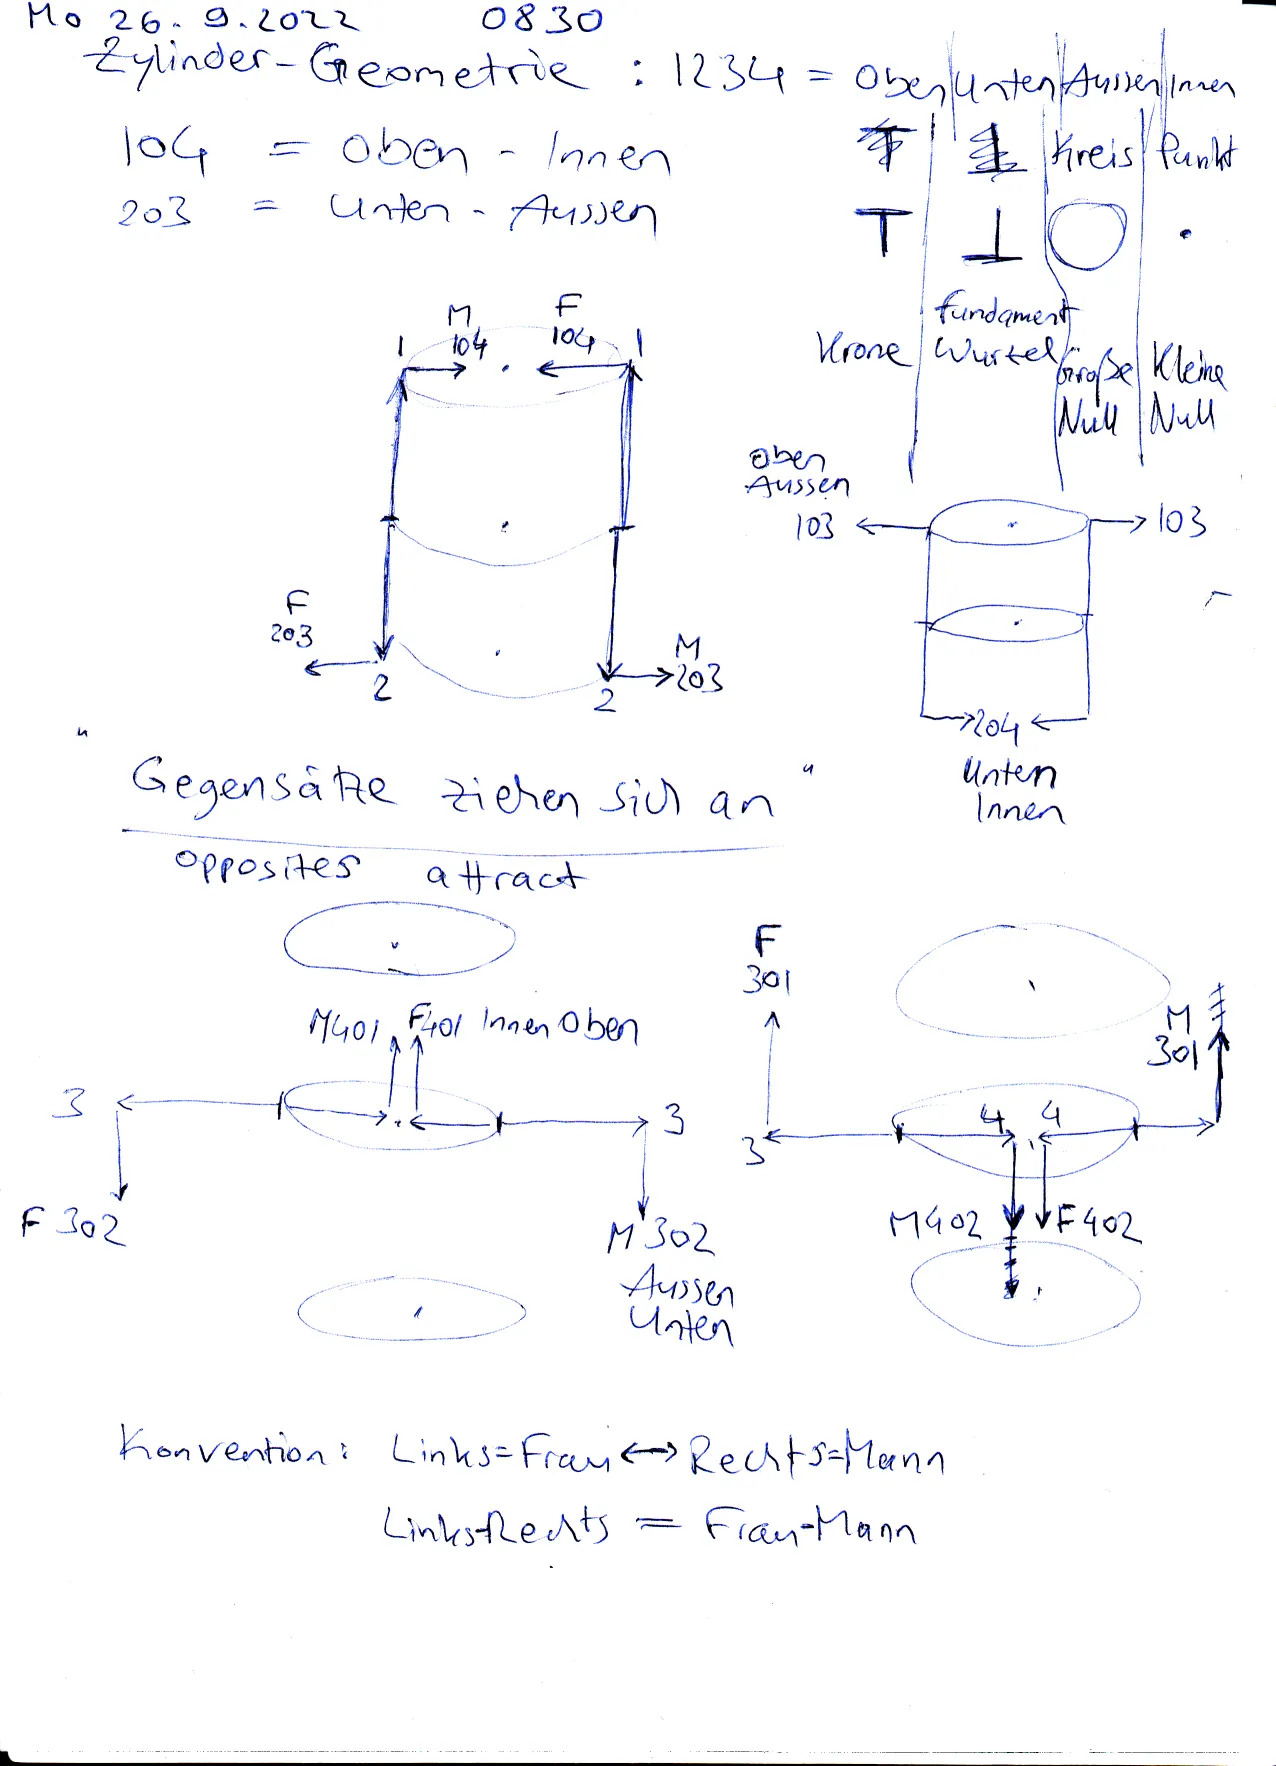 Mo 26.9.2022 0830
Zylinder-Geometrie : 1234 = Oben Unten Aussen Innen
104 = Oben - Innen
Kreis Punkt
203 = Unten - Aussen
T ⊥
Krone
Fundament
Wurzel
Große
Null
Kleine
Null
M F
1 104 104 1
Oben
Aussen
103 103
F
203
2
M
203
2
204
Unten
Innen
"Gegensätze ziehen sich an"
opposites attract
M401 F401 Innen Oben
3 3
F 302
M 302
Aussen
Unten
F
301
M
301
3 4 4
M402 F402
Konvention: Links=Frau ↔ Rechts=Mann
Links-Rechts = Frau-Mann